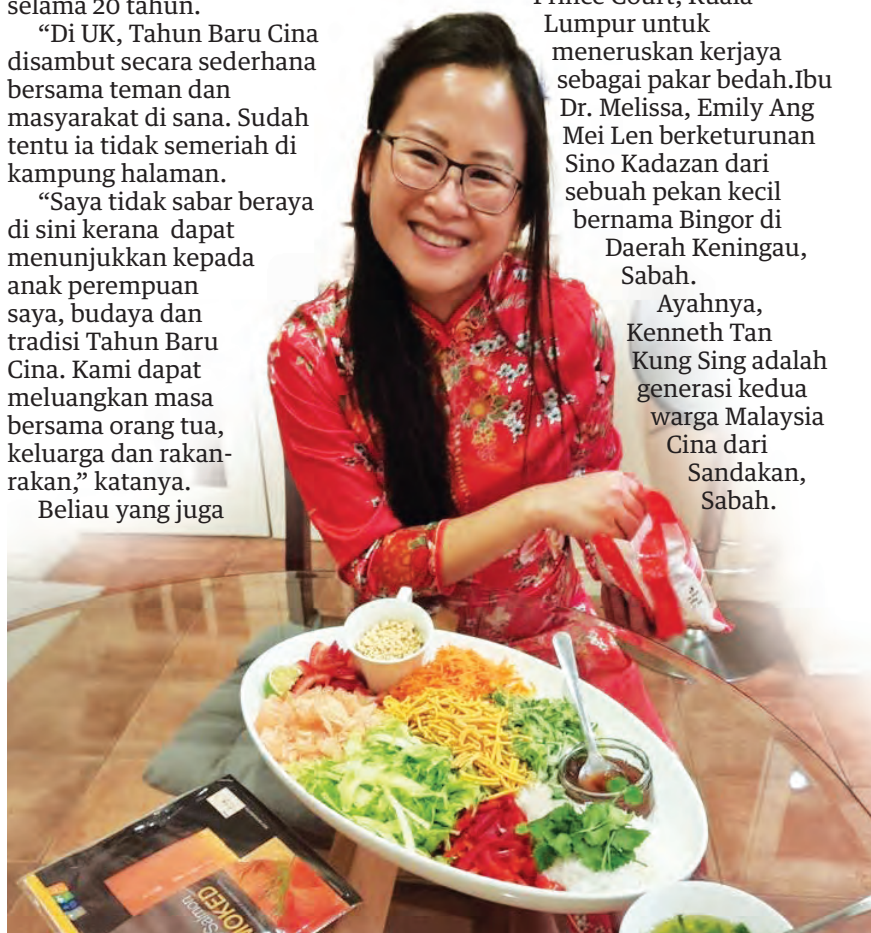 selama 20 tahun.
“Di UK, Tahun Baru Cina
disambut secara sederhana
bersama teman dan
masyarakat di sana. Sudah
tentu ia tidak semeriah di
kampung halaman.
“Saya tidak sabar beraya
di sini kerana dapat
menunjukkan kepada
anak perempuan
saya, budaya dan
tradisi Tahun Baru
Cina. Kami dapat
meluangkan masa
bersama orang tua,
keluarga dan rakan-
rakan,” katanya.
Beliau yang juga
Prince Court, Kuala
Lumpur untuk
meneruskan kerjaya
sebagai pakar bedah.Ibu
Dr. Melissa, Emily Ang
Mei Len berketurunan
Sino Kadazan dari
sebuah pekan kecil
bernama Bingor di
Daerah Keningau,
Sabah.
Ayahnya,
Kenneth Tan
Kung Sing adalah
generasi kedua
warga Malaysia
Cina dari
Sandakan,
Sabah.
MOKED
Salmon